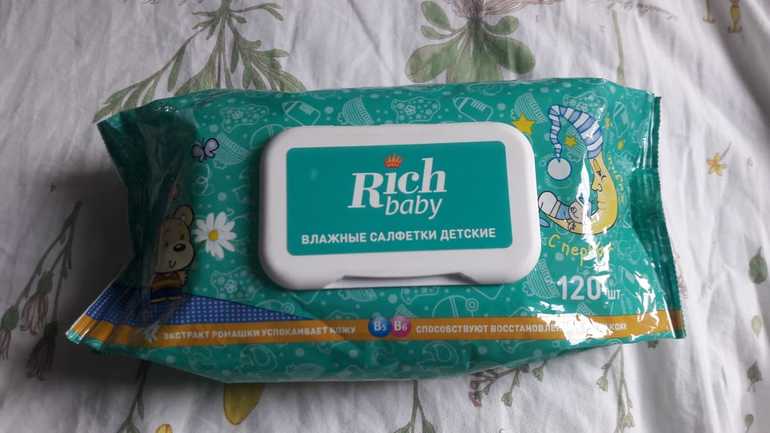 Rich
baby
ВЛАЖНЫЕ САЛФЕТКИ ДЕТСКИЕ
С
120 ШТ
ЭКСТРАКТ РОМАШКИ УСПОКАИВАЕТ КОЖУ B5 B6 СПОСОБСТВУЮТ